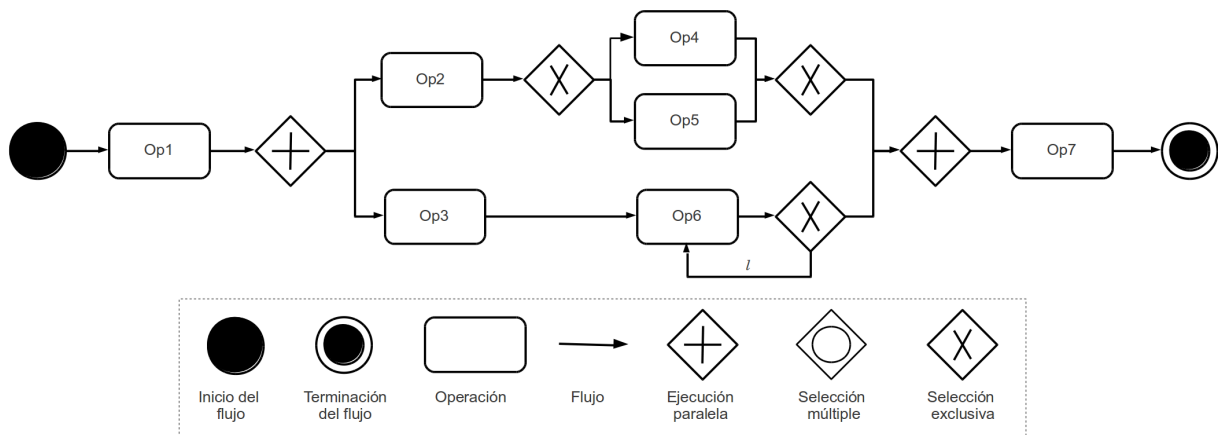 Op4
Op2
Op5
Op1
Op7
Op3
Op6
l
Inicio del
flujo
Terminación
del flujo
Operación
Flujo
Ejecución
paralela
Selección
múltiple
Selección
exclusiva